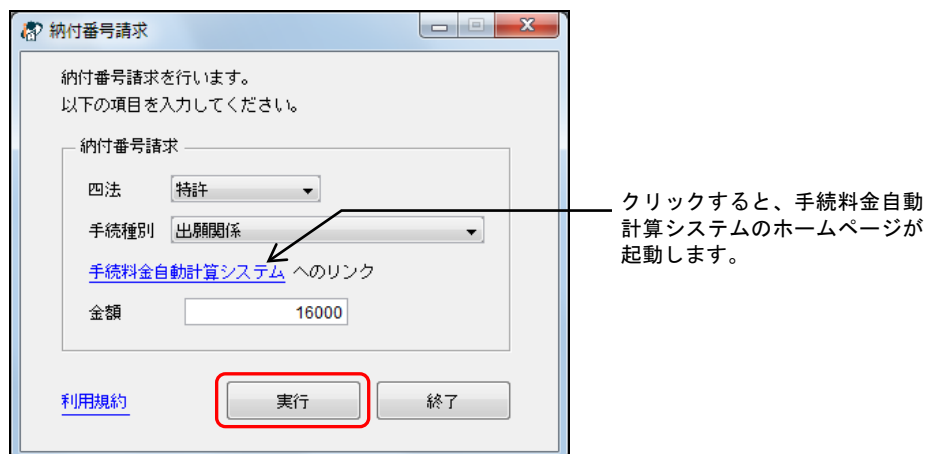 納付番号請求
納付番号請求を行います。
以下の項目を入力してください。
納付番号請求
四法 特許
手続種別 出願関係
手続料金自動計算システム へのリンク
金額 16000
利用規約 実行 終了
クリックすると、手続料金自動
計算システムのホームページが
起動します。